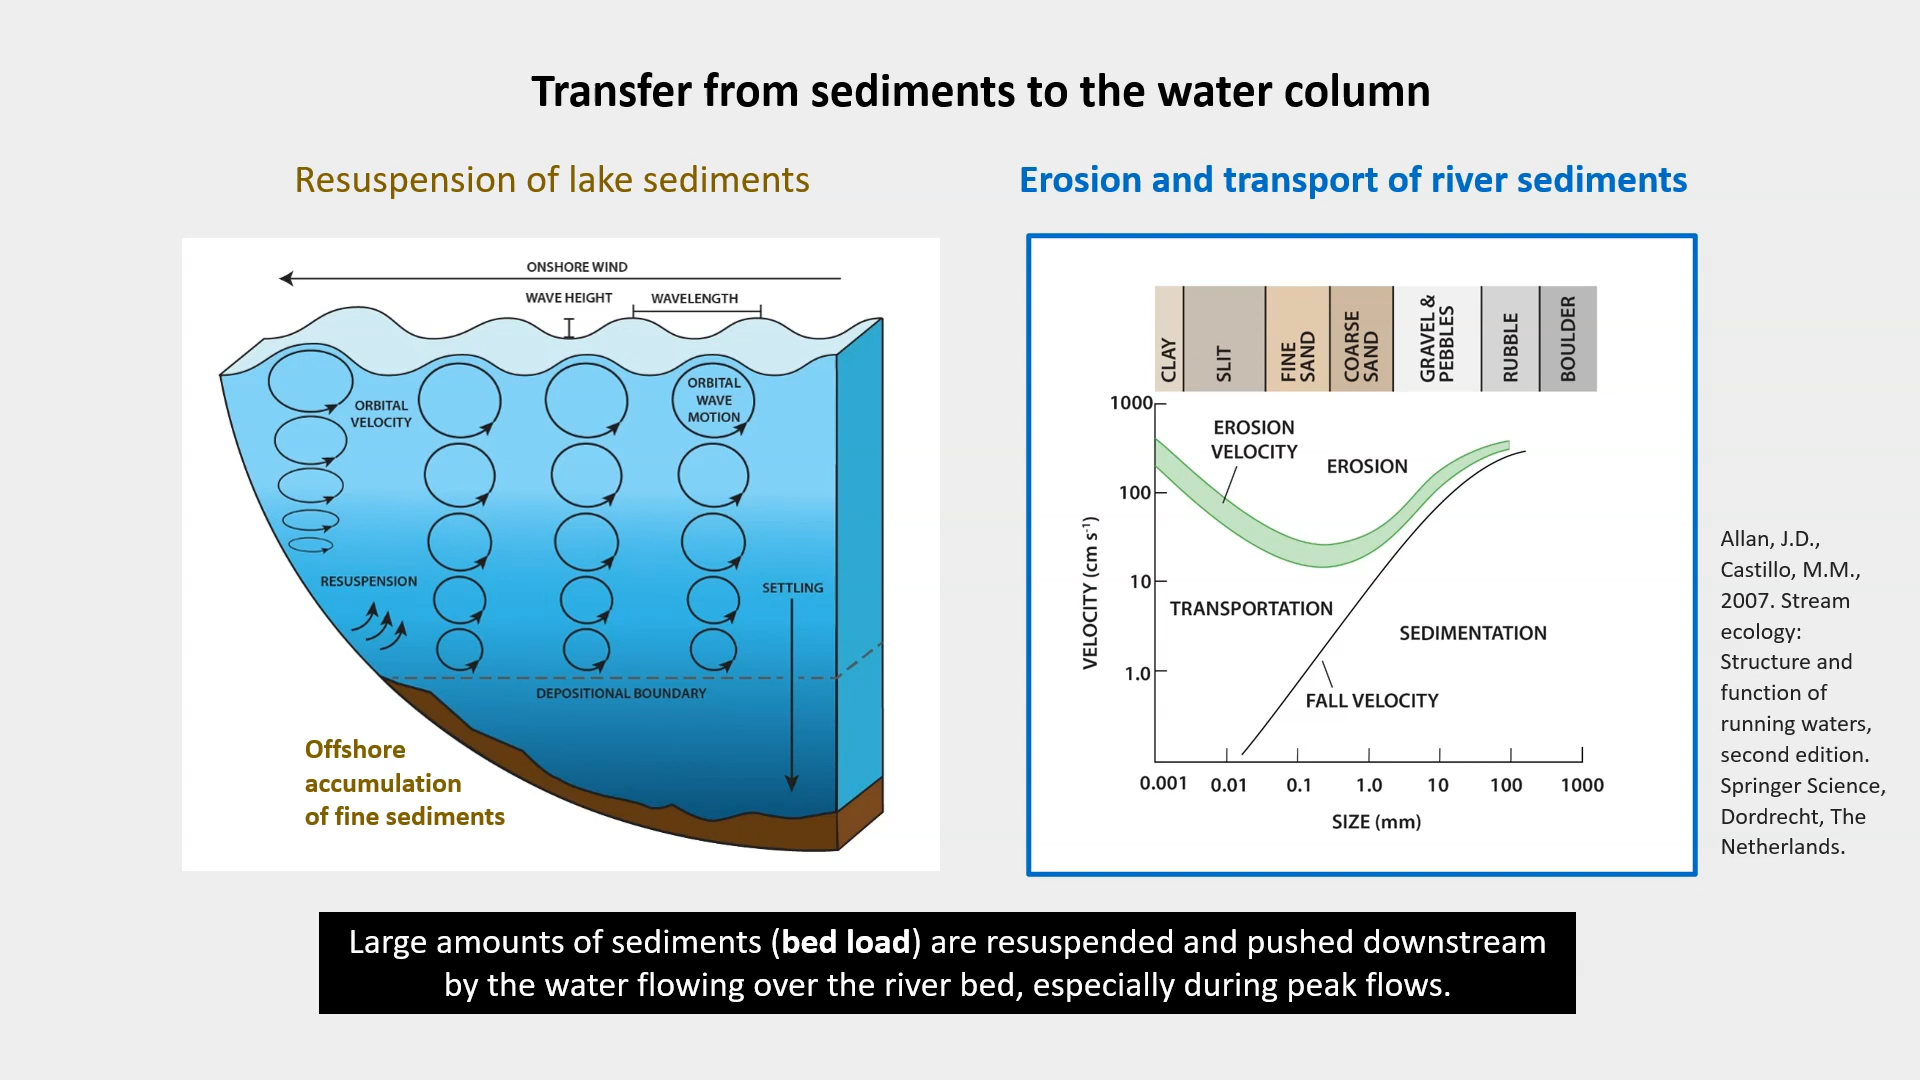 Transfer from sediments to the water column
Resuspension of lake sediments
ONSHORE WIND
WAVE HEIGHT
WAVELENGTH
ORBITAL
VELOCITY
ORBITAL
WAVE
MOTION
RESUSPENSION
SETTLING
DEPOSITIONAL BOUNDARY
Offshore
accumulation
of fine sediments
Erosion and transport of river sediments
CLAY
SLIT
FINE
SAND
COARSE
SAND
GRAVEL &
PEBBLES
RUBBLE
BOULDER
1000
100
10
1.0
VELOCITY (cm s⁻¹)
EROSION
VELOCITY
EROSION
TRANSPORTATION
SEDIMENTATION
FALL VELOCITY
0.001 0.01 0.1 1.0 10 100 1000
SIZE (mm)
Allan, J.D.,
Castillo, M.M.,
2007. Stream
ecology:
Structure and
function of
running waters,
second edition.
Springer Science,
Dordrecht, The
Netherlands.
Large amounts of sediments (bed load) are resuspended and pushed downstream
by the water flowing over the river bed, especially during peak flows.